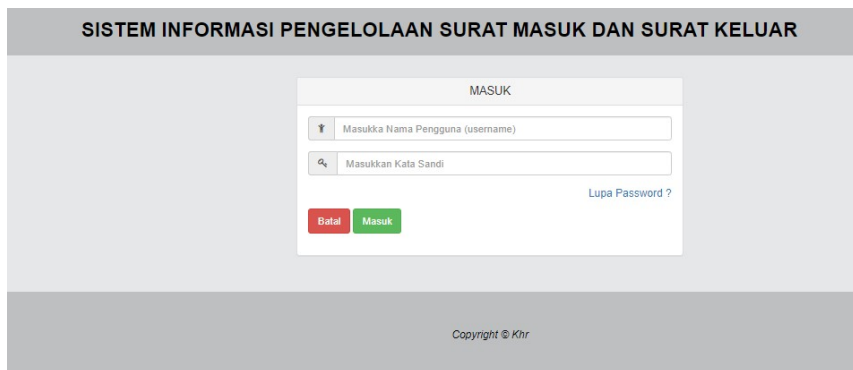 SISTEM INFORMASI PENGELOLAAN SURAT MASUK DAN SURAT KELUAR
MASUK
Masukka Nama Pengguna (username)
Masukkan Kata Sandi
Lupa Password ?
Batal Masuk
Copyright © Khr